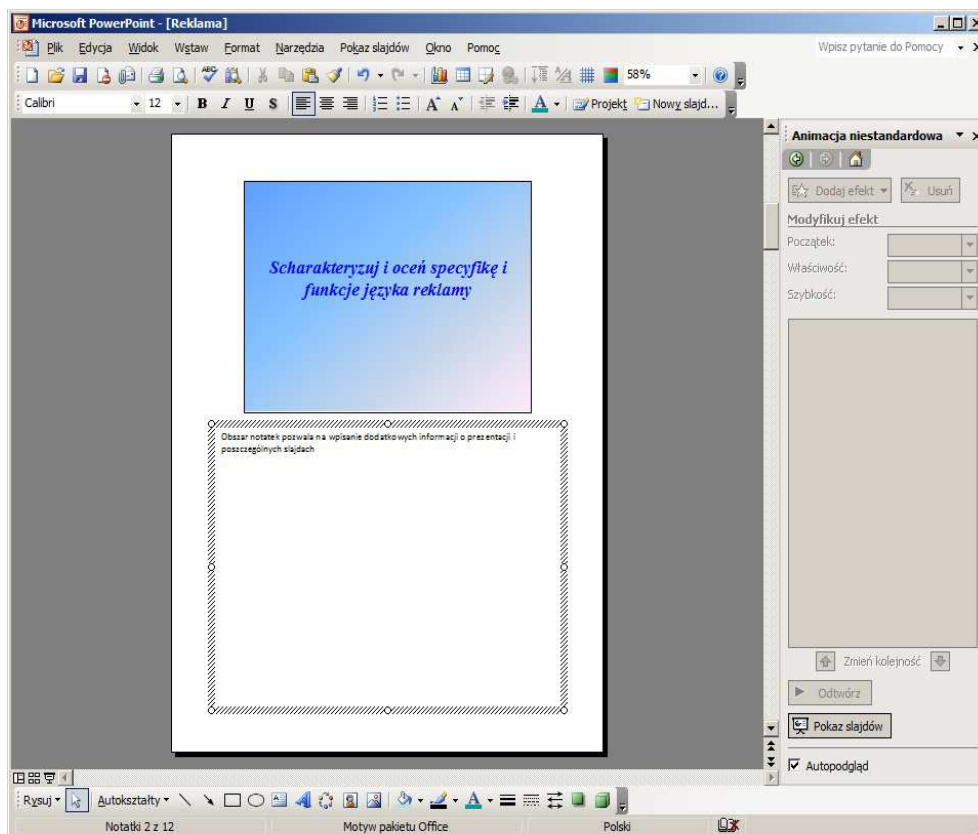 Microsoft PowerPoint - [Reklama]
Plik Edycja Widok Wstaw Format Narzędzia Pokaz slajdów Okno Pomoc
Wpisz pytanie do Pomocy
ABC
58%
Calibri 12 B I U S A A A Projekt Nowy slajd...
Animacja niestandardowa
Dodaj efekt Usuń
Modyfikuj efekt
Początek:
Właściwość:
Szybkość:
Scharakteryzuj i oceń specyfikę i
funkcje języka reklamy
Obszar notatek pozwala na wpisanie dodatkowych informacji o prezentacji i
poszczególnych slajdach
Zmień kolejność
Odtwórz
Pokaz slajdów
Autopodgląd
Rysuj Autokształty A A
Notatki 2 z 12 Motyw pakietu Office Polski